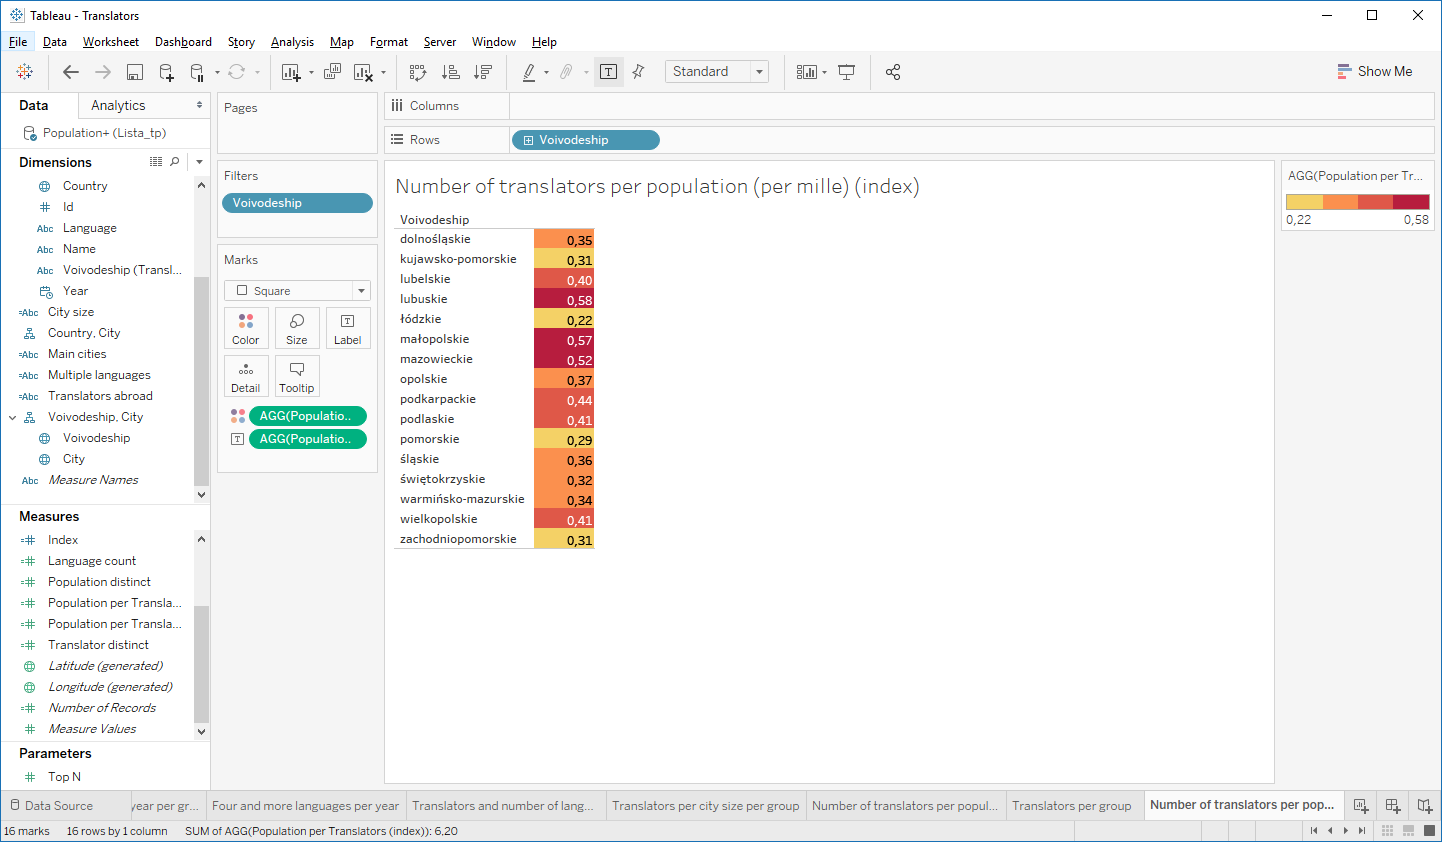 Tableau - Translators
File Data Worksheet Dashboard Story Analysis Map Format Server Window Help
Standard
Show Me
Data Analytics
Population+ (Lista_tp)
Dimensions
Country
Id
Abc Language
Abc Name
Abc Voivodeship (Transl...
Year
=Abc City size
Country, City
=Abc Main cities
=Abc Multiple languages
=Abc Translators abroad
Voivodeship, City
Voivodeship
City
Abc Measure Names
Measures
Index
Language count
Population distinct
Population per Transla...
Population per Transla...
Translator distinct
Latitude (generated)
Longitude (generated)
Number of Records
Measure Values
Parameters
Top N
Pages
Filters
Voivodeship
Marks
Square
Color Size Label
Detail Tooltip
AGG(Populatio..
AGG(Populatio..
Columns
Rows Voivodeship
Number of translators per population (per mille) (index)
Voivodeship
dolnośląskie 0,35
kujawsko-pomorskie 0,31
lubelskie 0,40
lubuskie 0,58
łódzkie 0,22
małopolskie 0,57
mazowieckie 0,52
opolskie 0,37
podkarpackie 0,44
podlaskie 0,41
pomorskie 0,29
śląskie 0,36
świętokrzyskie 0,32
warmińsko-mazurskie 0,34
wielkopolskie 0,41
zachodniopomorskie 0,31
AGG(Population per Tr...
0,22 0,58
Data Source year per gr... Four and more languages per year Translators and number of lang... Translators per city size per group Number of translators per popul... Translators per group Number of translators per pop...
16 marks 16 rows by 1 column SUM of AGG(Population per Translators (index)): 6,20